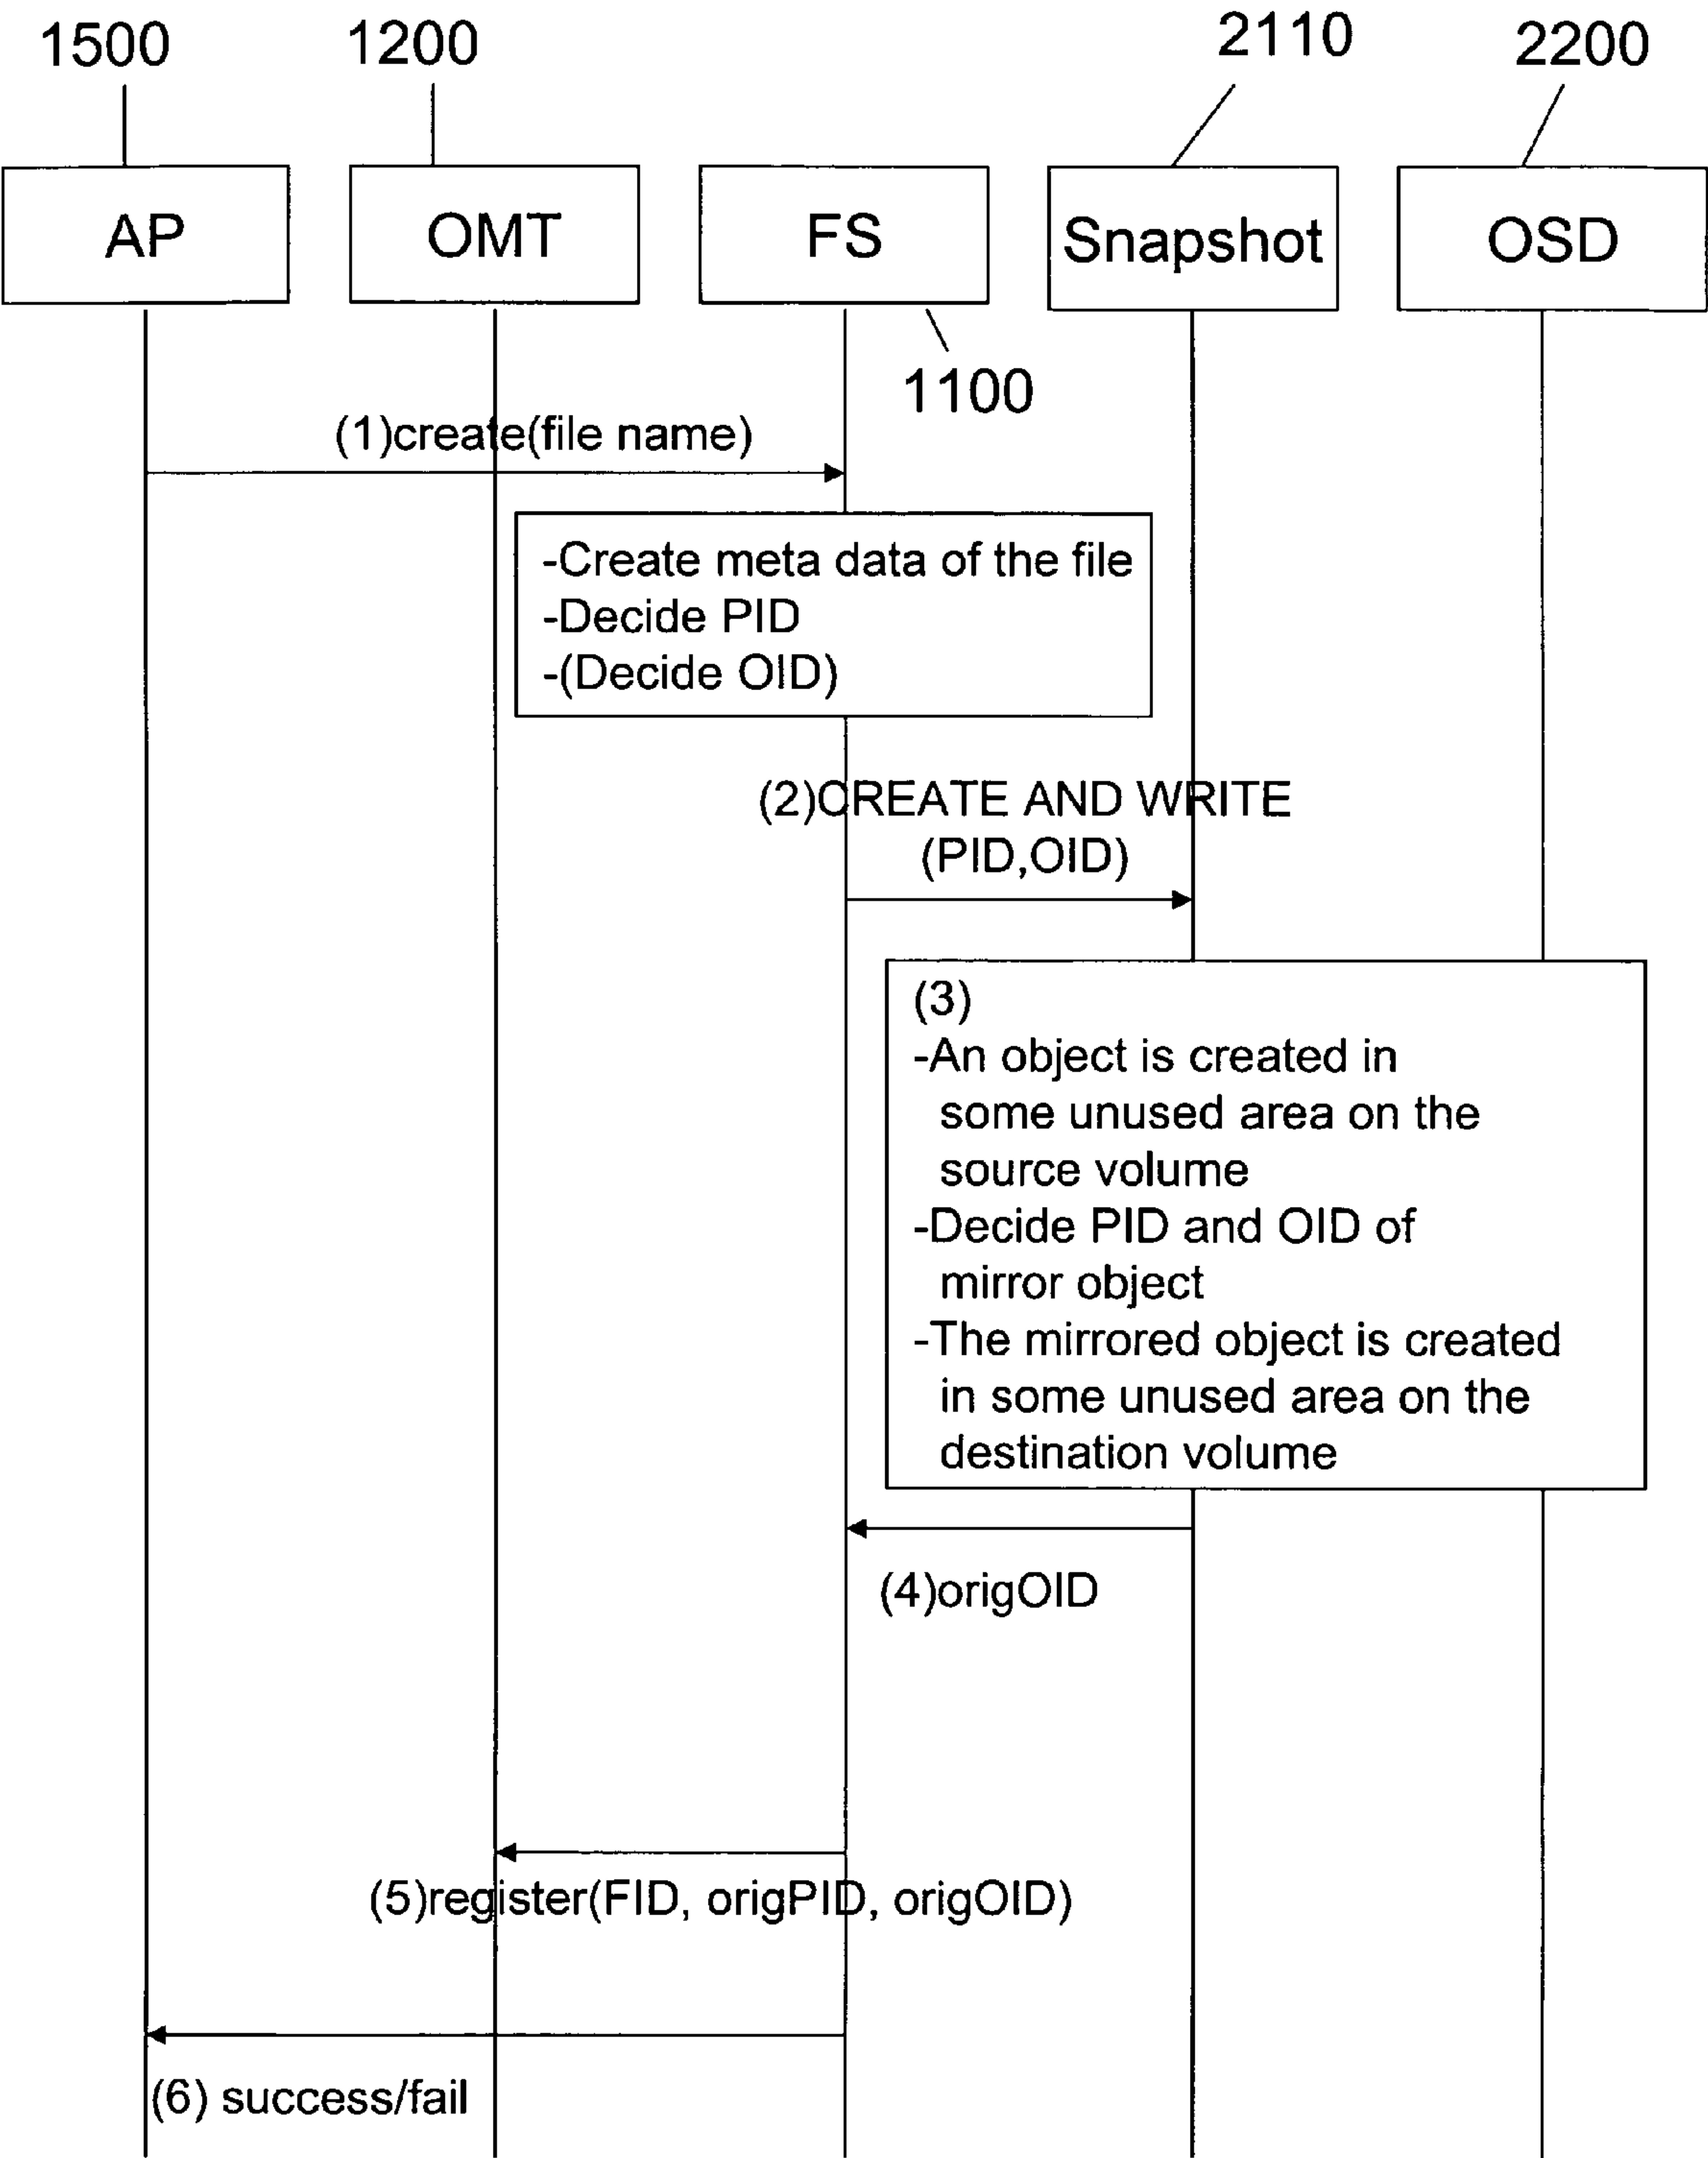 1500
1200
2110
2200
AP
OMT
FS
Snapshot
OSD
1100
(1)create(file name)
-Create meta data of the file
-Decide PID
-(Decide OID)
(2)CREATE AND WRITE
(PID,OID)
(3)
-An object is created in
some unused area on the
source volume
-Decide PID and OID of
mirror object
-The mirrored object is created
in some unused area on the
destination volume
(4)origOID
(5)register(FID, origPID, origOID)
(6) success/fail